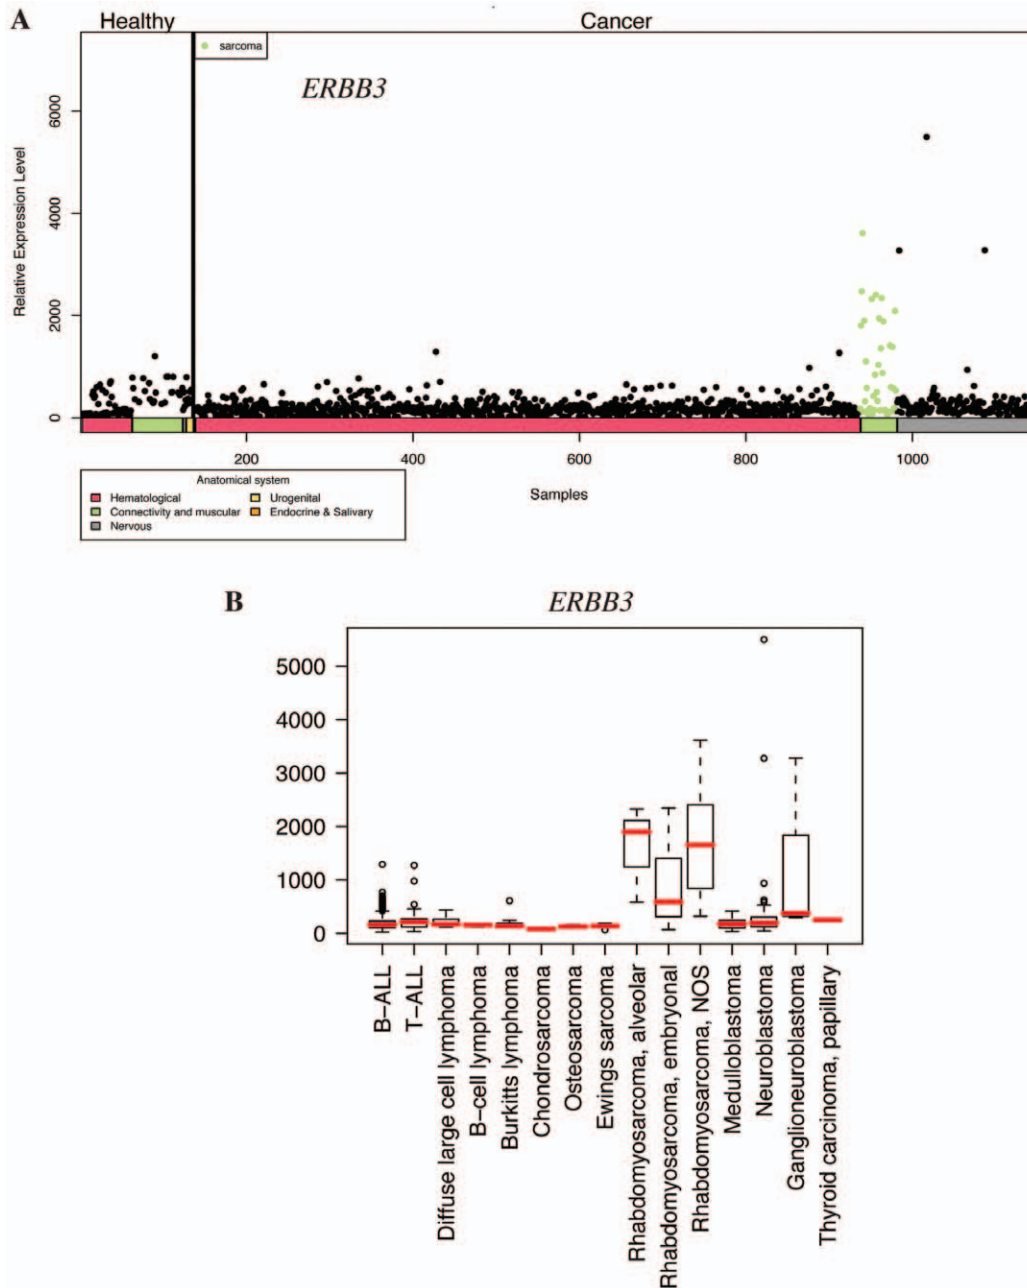 A
Healthy
Cancer
sarcoma
ERBB3
Relative Expression Level
6000
4000
2000
0
200
400
600
800
1000
Samples
Anatomical system
Hematological
Urogenital
Connectivity and muscular
Endocrine & Salivary
Nervous
B
ERBB3
5000
4000
3000
2000
1000
0
B-ALL
T-ALL
Diffuse large cell lymphoma
B-cell lymphoma
Burkitts lymphoma
Chondrosarcoma
Osteosarcoma
Ewings sarcoma
Rhabdomyosarcoma, alveolar
Rhabdomyosarcoma, embryonal
Rhabdomyosarcoma, NOS
Medulloblastoma
Neuroblastoma
Ganglioneuroblastoma
Thyroid carcinoma, papillary